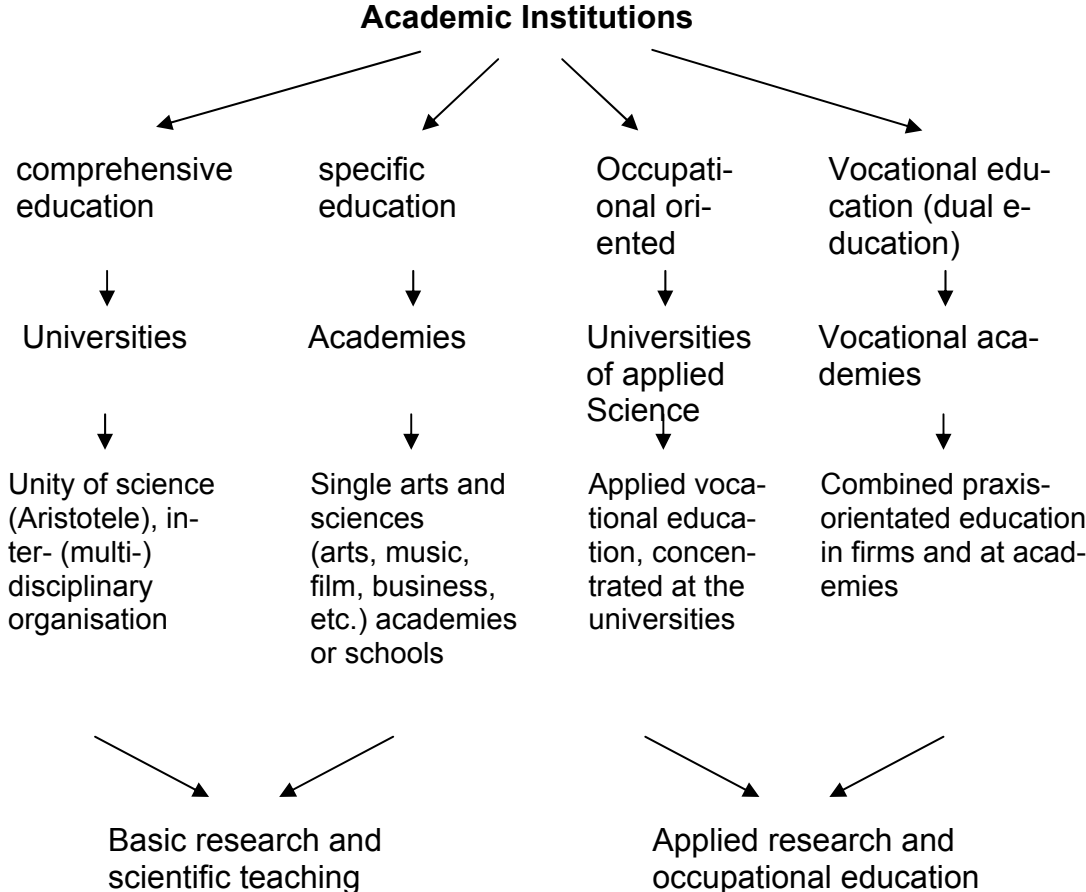 Academic Institutions
comprehensive
education
specific
education
Occupati-
onal ori-
ented
Vocational edu-
cation (dual e-
ducation)
Universities
Academies
Universities
of applied
Science
Vocational aca-
demies
Unity of science
(Aristotele), in-
ter- (multi-)
disciplinary
organisation
Single arts and
sciences
(arts, music,
film, business,
etc.) academies
or schools
Applied voca-
tional educa-
tion, concen-
trated at the
universities
Combined praxis-
orientated education
in firms and at acad-
emies
Basic research and
scientific teaching
Applied research and
occupational education